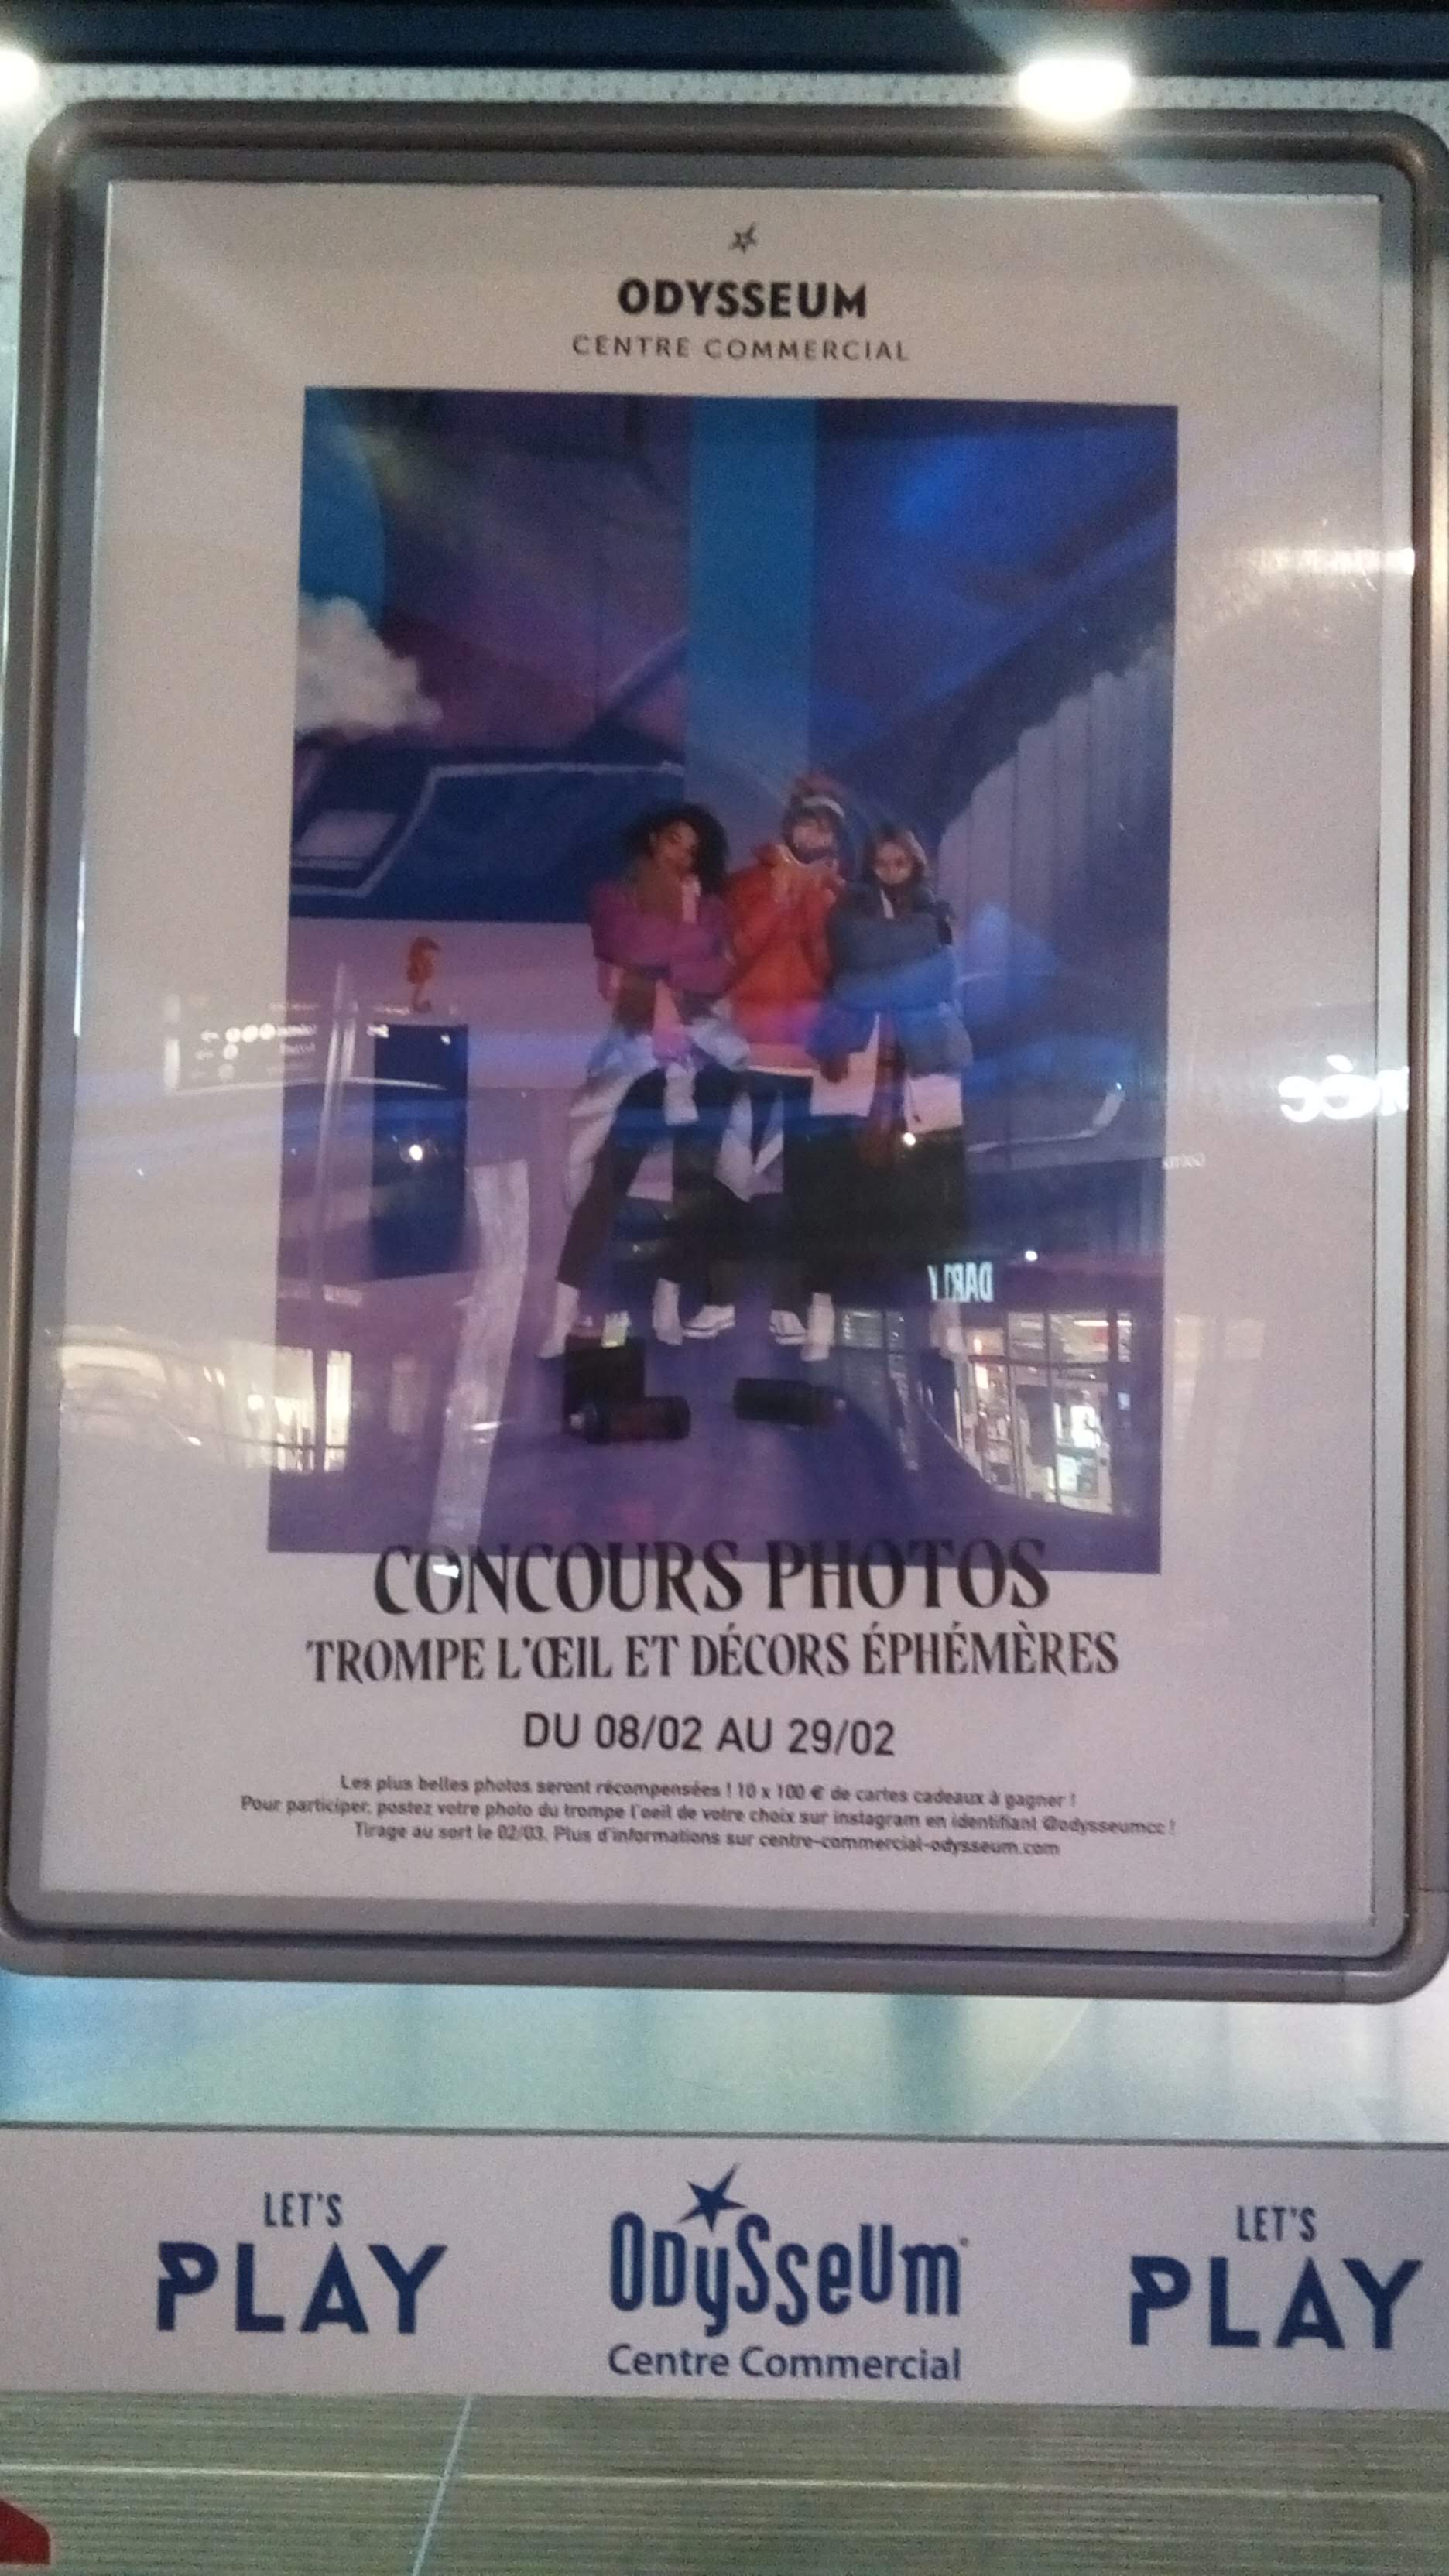 ODYSSEUM
CENTRE COMMERCIAL
DARTY
CONCOURS PHOTOS
TROMPE L'ŒIL ET DÉCORS ÉPHÉMÈRES
DU 08/02 AU 29/02
Les plus belles photos seront récompensées ! 10 x 100 € de cartes cadeaux à gagner !
Pour participer, postez votre photo du trompe l'oeil de votre choix sur instagram en identifiant @odysseumcc !
Tirage au sort le 02/03. Plus d'informations sur centre-commercial-odysseum.com
LET'S
PLAY
ODySSeUm
Centre Commercial
LET'S
PLAY